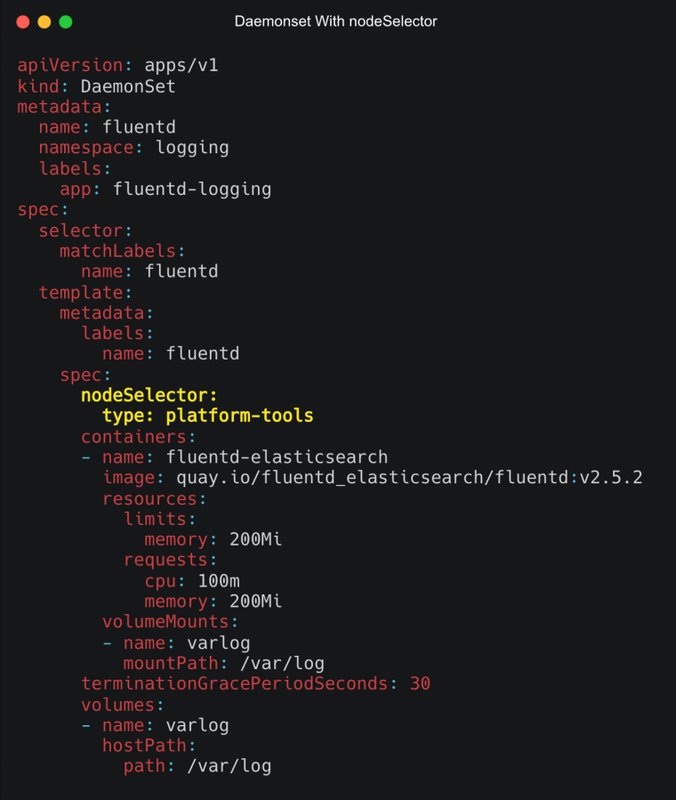 Daemonset With nodeSelector
apiVersion: apps/v1
kind: DaemonSet
metadata:
  name: fluentd
  namespace: logging
  labels:
    app: fluentd-logging
spec:
  selector:
    matchLabels:
      name: fluentd
  template:
    metadata:
      labels:
        name: fluentd
    spec:
      nodeSelector:
        type: platform-tools
      containers:
      - name: fluentd-elasticsearch
        image: quay.io/fluentd_elasticsearch/fluentd:v2.5.2
        resources:
          limits:
            memory: 200Mi
          requests:
            cpu: 100m
            memory: 200Mi
        volumeMounts:
        - name: varlog
          mountPath: /var/log
      terminationGracePeriodSeconds: 30
      volumes:
      - name: varlog
        hostPath:
          path: /var/log